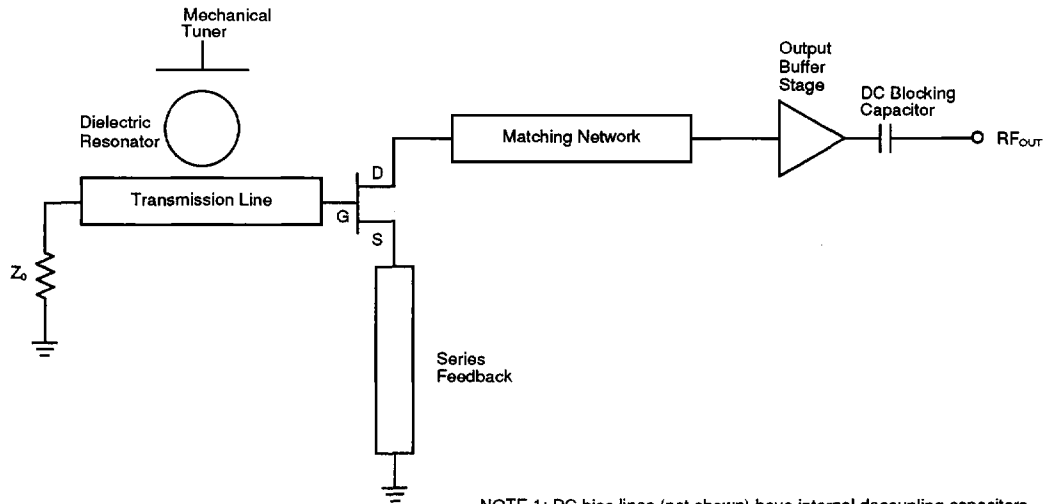 Mechanical
Tuner
Output
Buffer
Stage
DC Blocking
Capacitor
Dielectric
Resonator
Matching Network
RFOUT
D
Transmission Line
G
S
Z0
Series
Feedback
NOTE 1: DC bias lines (not shown) have internal decoupling capacitors